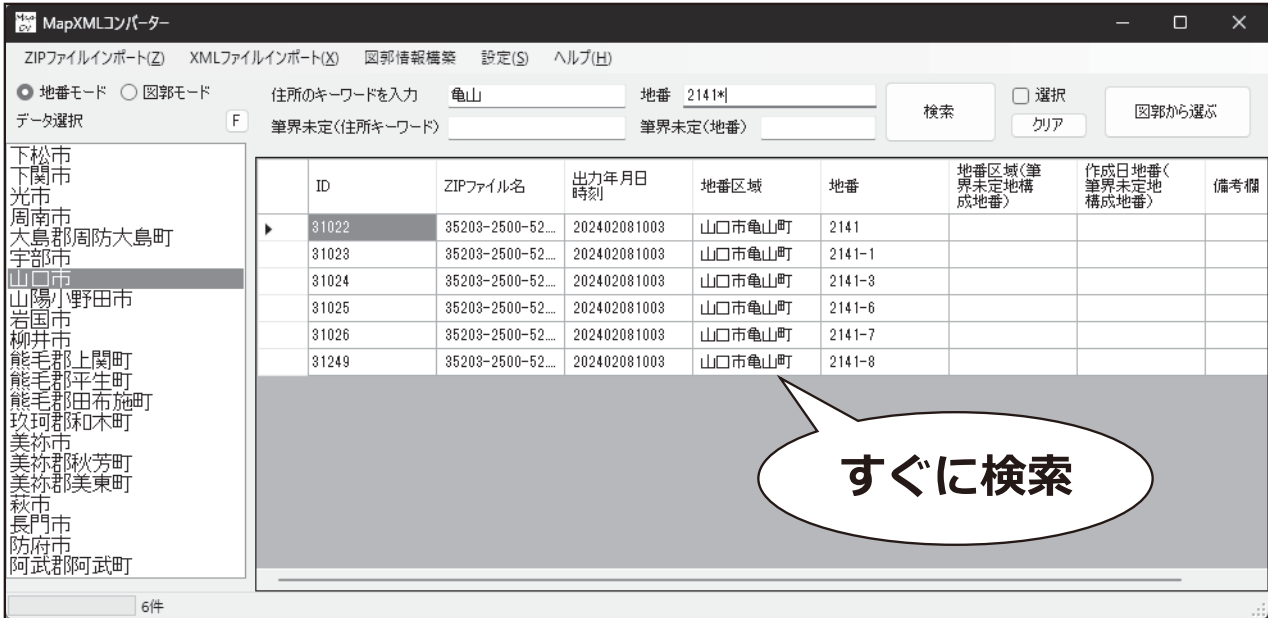 Map Cv MapXMLコンバーター
ZIPファイルインポート(Z) XMLファイルインポート(X) 図郭情報構築 設定(S) ヘルプ(H)
地番モード 図郭モード 住所のキーワードを入力 亀山 地番 2141* 検索 選択 図郭から選ぶ
データ選択 F 筆界未定(住所キーワード) 筆界未定(地番) クリア
下松市
下関市
光市
周南市
大島郡周防大島町
宇部市
山口市
山陽小野田市
岩国市
柳井市
熊毛郡上関町
熊毛郡平生町
熊毛郡田布施町
玖珂郡和木町
美祢市
美祢郡秋芳町
美祢郡美東町
萩市
長門市
防府市
阿武郡阿武町
ID ZIPファイル名 出力年月日時刻 地番区域 地番 地番区域(筆界未定地構成地番) 作成日地番(筆界未定地構成地番) 備考欄
31022 35203-2500-52... 202402081003 山口市亀山町 2141
31023 35203-2500-52... 202402081003 山口市亀山町 2141-1
31024 35203-2500-52... 202402081003 山口市亀山町 2141-3
31025 35203-2500-52... 202402081003 山口市亀山町 2141-6
31026 35203-2500-52... 202402081003 山口市亀山町 2141-7
31249 35203-2500-52... 202402081003 山口市亀山町 2141-8
すぐに検索
6件